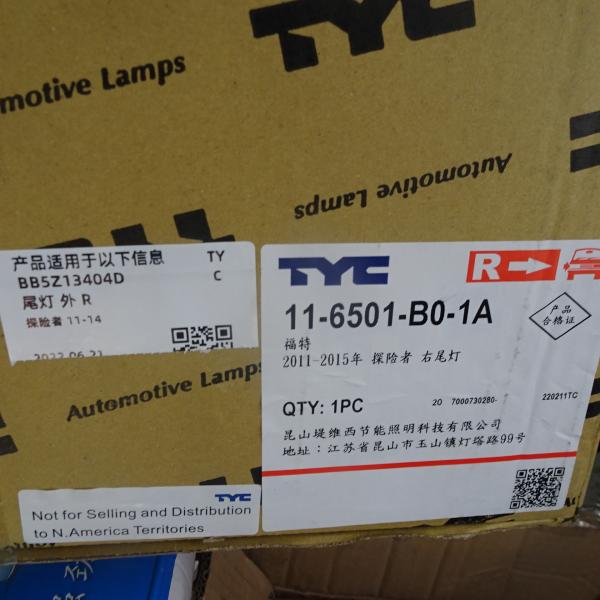 TYC
Automotive Lamps
Automotive Lamps
产品适用于以下信息 TY
BB5Z13404D C
尾灯 外 R
探险者 11-14
2022.06.21
TYC R
11-6501-B0-1A
产品
合格证
福特
2011-2015年 探险者 右尾灯
QTY: 1PC 20 7000730280- 220211TC
昆山堤维西节能照明科技有限公司
地址：江苏省昆山市玉山镇灯塔路99号
Automotive Lamps
TYC
Not for Selling and Distribution
to N.America Territories